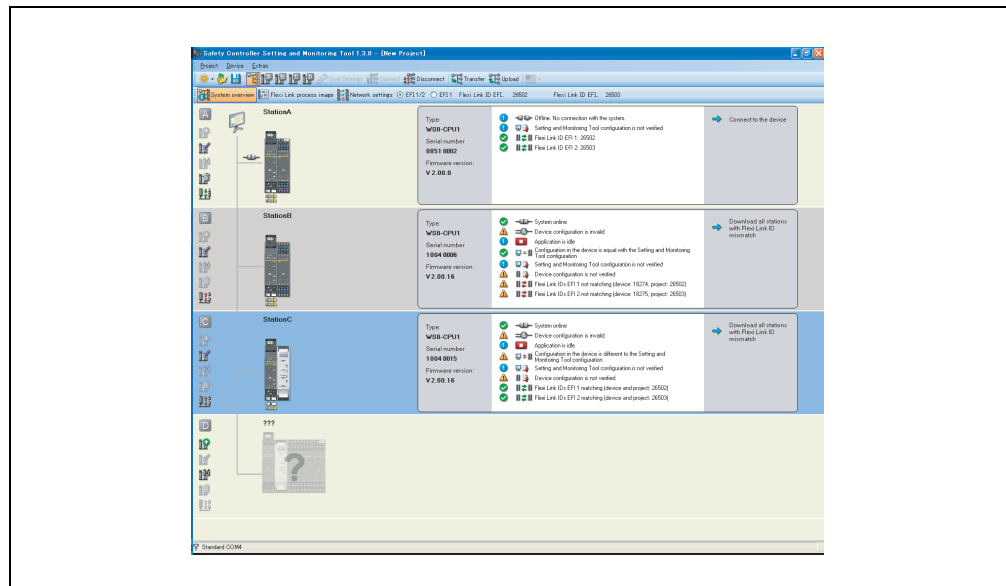 Safety Controller Setting and Monitoring Tool 1.3.0 - [New Project]
Project Device Extras
Disconnect Transfer Upload
System overview Flexi Link process image Network settings: EFI1/2 EFI1 Flexi Link ID EFI.. 26502 Flexi Link ID EFI.. 26503
A
StationA
Type:
WS0-CPU1
Serial number
0851 0002
Firmware version:
V 2.00.0
Offline. No connection with the system.
Setting and Monitoring Tool configuration is not verified
Flexi Link ID EFI 1: 26502
Flexi Link ID EFI 2: 26503
Connect to the device
B
StationB
Type:
WS0-CPU1
Serial number
1004 0006
Firmware version:
V 2.00.16
System online
Device configuration is invalid
Application is idle
Configuration in the device is equal with the Setting and Monitoring
Tool configuration
Setting and Monitoring Tool configuration is not verified
Device configuration is not verified
Flexi Link IDs EFI 1 not matching (device: 18274, project: 26502)
Flexi Link IDs EFI 2 not matching (device: 18275, project: 26503)
Download all stations
with Flexi Link ID
mismatch
C
StationC
Type:
WS0-CPU1
Serial number
1004 0015
Firmware version:
V 2.00.16
System online
Device configuration is invalid
Application is idle
Configuration in the device is different to the Setting and
Monitoring Tool configuration
Setting and Monitoring Tool configuration is not verified
Device configuration is not verified
Flexi Link IDs EFI 1 matching (device and project: 26502)
Flexi Link IDs EFI 2 matching (device and project: 26503)
Download all stations
with Flexi Link ID
mismatch
D
???
?
Standard COM4